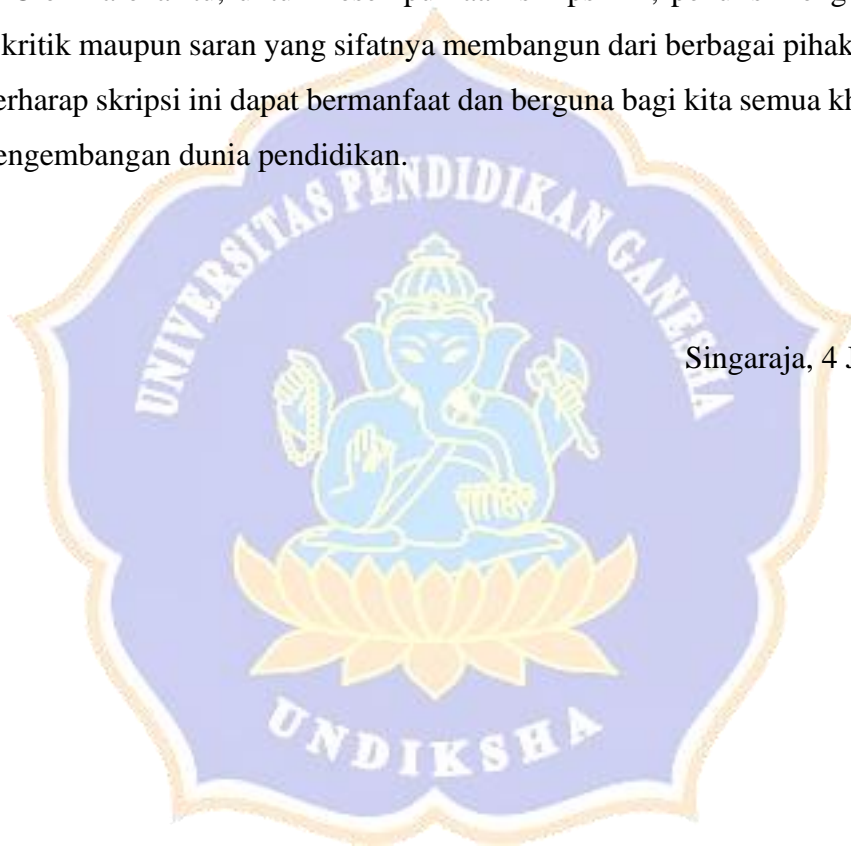 kritik maupun saran yang sifatnya membangun dari berbagai pihak
erharap skripsi ini dapat bermanfaat dan berguna bagi kita semua kh
engembangan dunia pendidikan.
UNIVERSITAS PENDIDIKAN GANESHA
Singaraja, 4 J
UNDIKSHA